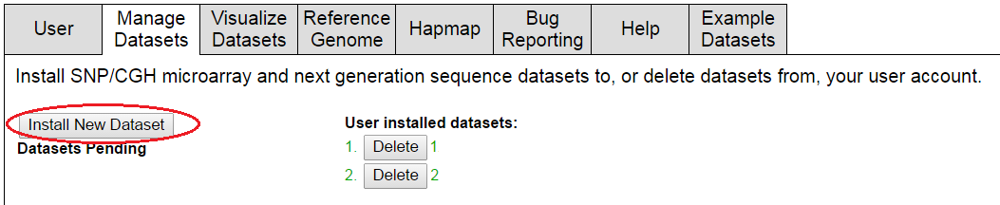 User
Manage
Datasets
Visualize
Datasets
Reference
Genome
Hapmap
Bug
Reporting
Help
Example
Datasets
Install SNP/CGH microarray and next generation sequence datasets to, or delete datasets from, your user account.
Install New Dataset
Datasets Pending
User installed datasets:
1. Delete 1
2. Delete 2